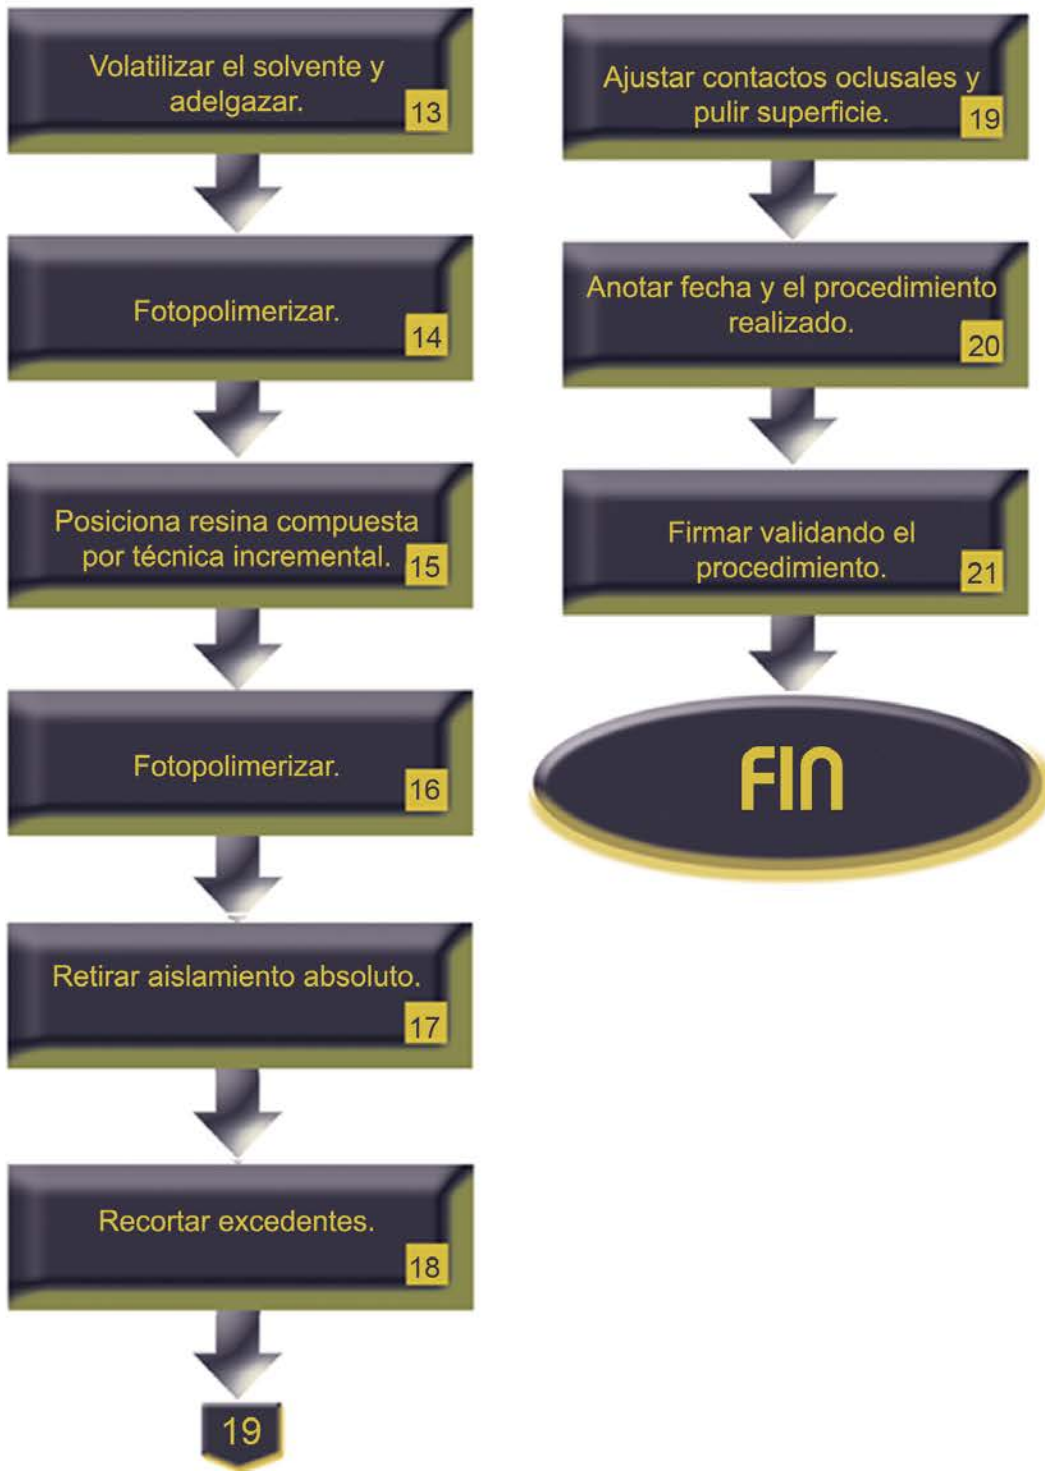 Volatilizar el solvente y
adelgazar.
13
Fotopolimerizar.
14
Posiciona resina compuesta
por técnica incremental.
15
Fotopolimerizar.
16
Retirar aislamiento absoluto.
17
Recortar excedentes.
18
19
Ajustar contactos oclusales y
pulir superficie.
19
Anotar fecha y el procedimiento
realizado.
20
Firmar validando el
procedimiento.
21
FIN